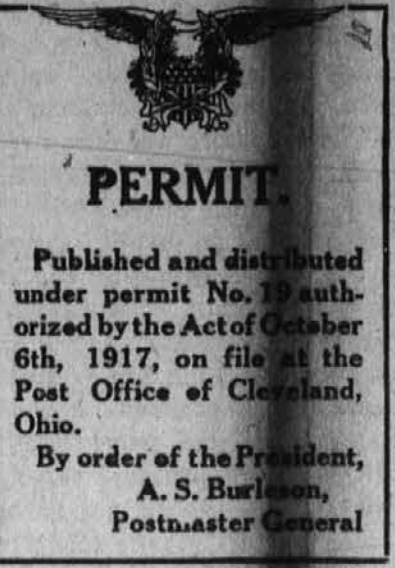 PERMIT.
Published and distributed
under permit No. 19 auth-
orized by the Act of October
6th, 1917, on file at the
Post Office of Cleveland,
Ohio.
By order of the President,
A. S. Burleson,
Postmaster General